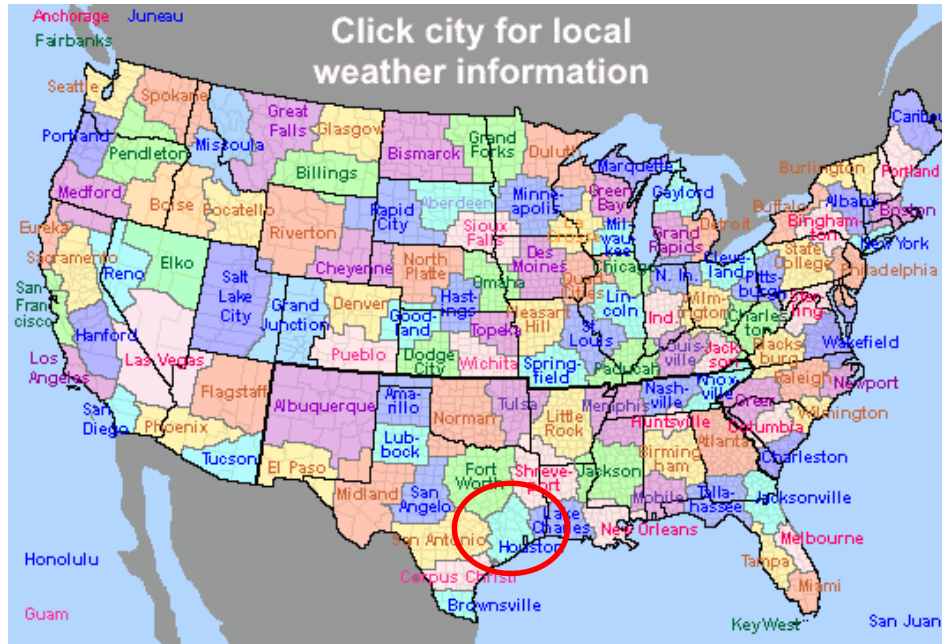 Anchorage Juneau
Fairbanks
Click city for local
weather information
Seattle
Spokane
Portland
Pendleton
Missoula
Great
Falls
Glasgow
Billings
Bismarck
Grand
Forks
Duluth
Marquette
Caribou
Burlington
Portland
Medford
Boise
Pocatello
Riverton
Rapid
City
Aberdeen
Minne-
apolis
Green
Bay
Gaylord
Buffalo
Albany
Boston
Eureka
Sioux
Falls
La
Crosse
Mil-
wau-
kee
Grand
Rapids
Detroit
Bingham-
ton
New York
Sacramento
Reno
Elko
Salt
Lake
City
Cheyenne
North
Platte
Omaha
Des
Moines
Quad
Cities
Chicago
N. In.
Cleve-
land
Pitts-
burgh
State
College
Philadelphia
San
Fran
cisco
Hanford
Grand
Junction
Denver
Good-
land
Hast-
ings
Topeka
Pleasant
Hill
St.
Louis
Lin-
coln
Ind.
Wilm-
ington
Charles-
ton
Ster-
ling
Wakefield
Los
Angeles
Las Vegas
Pueblo
Dodge
City
Wichita
Spring-
field
Paducah
Louis-
ville
Jack
son
Blacks
burg
San
Diego
Phoenix
Flagstaff
Albuquerque
Ama-
rillo
Norman
Tulsa
Little
Rock
Memphis
Nash-
ville
Knox-
ville
Greer
Raleigh
Newport
Wilmington
Columbia
Tucson
El Paso
Lub-
bock
Huntsville
Birming
ham
Atlanta
Charleston
Midland
San
Angelo
Fort
Worth
Shreve-
port
Jackson
Mobile
Talla-
hassee
Jacksonville
San Antonio
Houston
Lake
Charles
New Orleans
Melbourne
Tampa
Miami
Corpus Christi
Brownsville
Honolulu
Guam
Key West
San Juan